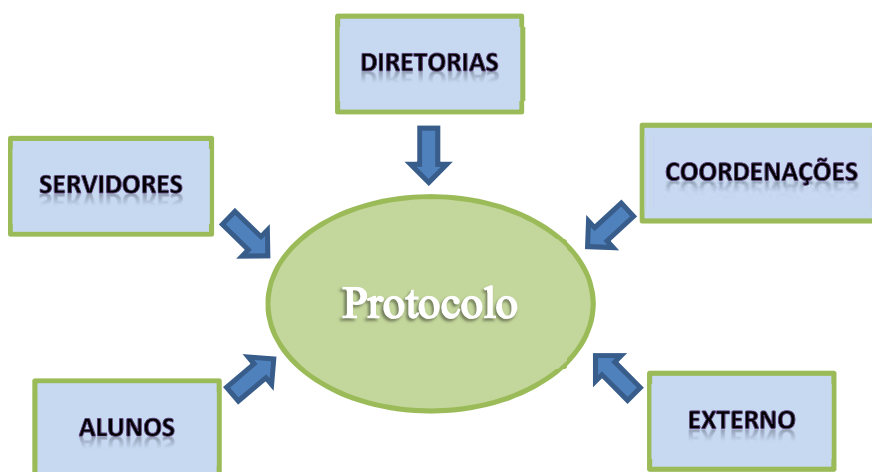 DIRETORIAS
SERVIDORES
COORDENAÇÕES
Protocolo
ALUNOS
EXTERNO